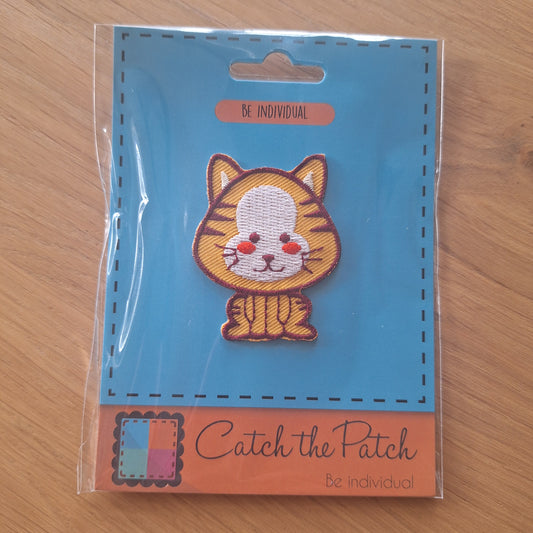 BE INDIVIDUAL
Catch the Patch
Be individual